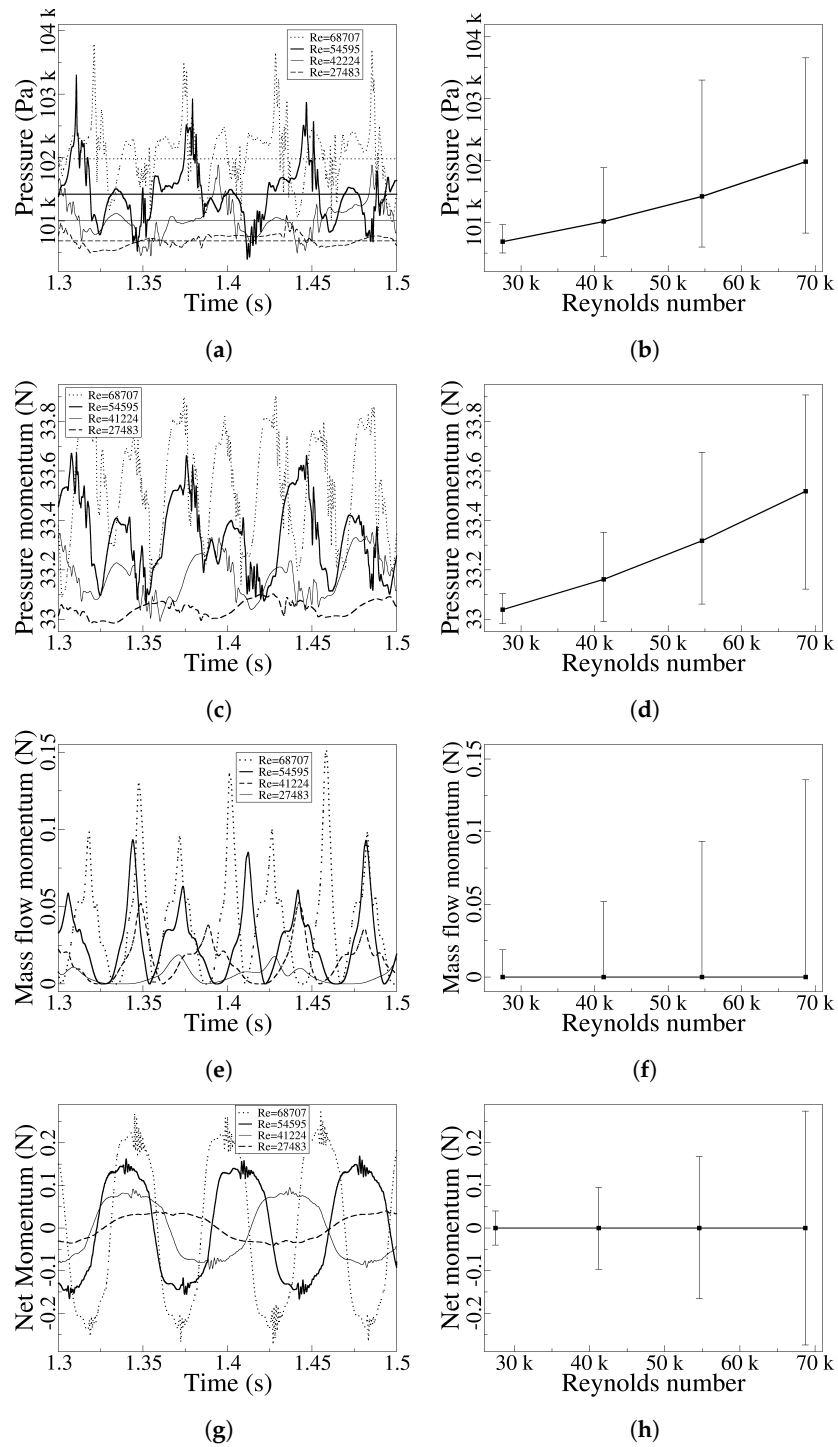 Re=68707
Re=54595
Re=42224
Re=27483
Pressure (Pa)
104 k
103 k
102 k
101 k
1.3 1.35 1.4 1.45 1.5
Time (s)
(a)
Pressure (Pa)
104 k
103 k
102 k
101 k
30 k 40 k 50 k 60 k 70 k
Reynolds number
(b)
Re=68707
Re=54595
Re=41224
Re=27483
Pressure momentum (N)
33.8
33.6
33.4
33.2
33
1.3 1.35 1.4 1.45 1.5
Time (s)
(c)
Pressure momentum (N)
33.8
33.6
33.4
33.2
33
30 k 40 k 50 k 60 k 70 k
Reynolds number
(d)
Re=68707
Re=54595
Re=41224
Re=27483
Mass flow momentum (N)
0.15
0.1
0.05
0
1.3 1.35 1.4 1.45 1.5
Time (s)
(e)
Mass flow momentum (N)
0.15
0.1
0.05
0
30 k 40 k 50 k 60 k 70 k
Reynolds number
(f)
Re=68707
Re=54595
Re=41224
Re=27483
Net Momentum (N)
0.2
0.1
0
-0.1
-0.2
1.3 1.35 1.4 1.45 1.5
Time (s)
(g)
Net momentum (N)
0.2
0.1
0
-0.1
-0.2
30 k 40 k 50 k 60 k 70 k
Reynolds number
(h)